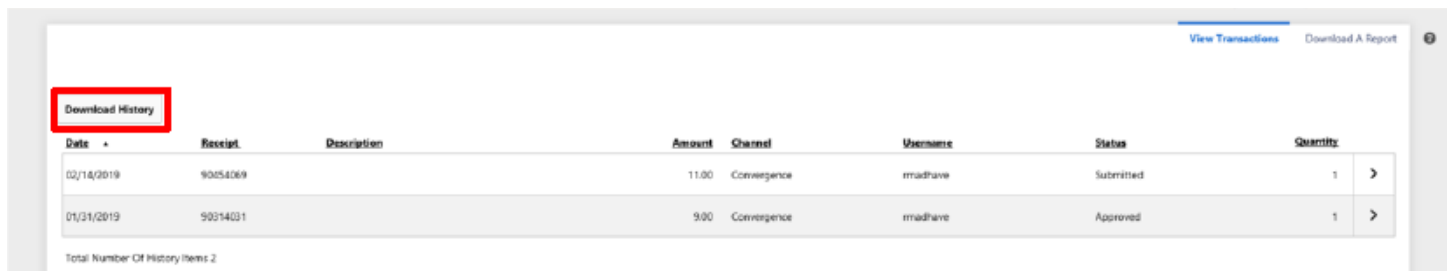 View Transactions Download A Report
Download History
Date Receipt Description Amount Channel Username Status Quantity
02/14/2019 90454069 11.00 Convergence rmadhave Submitted 1
01/31/2019 90314031 9.00 Convergence rmadhave Approved 1
Total Number Of History Items 2